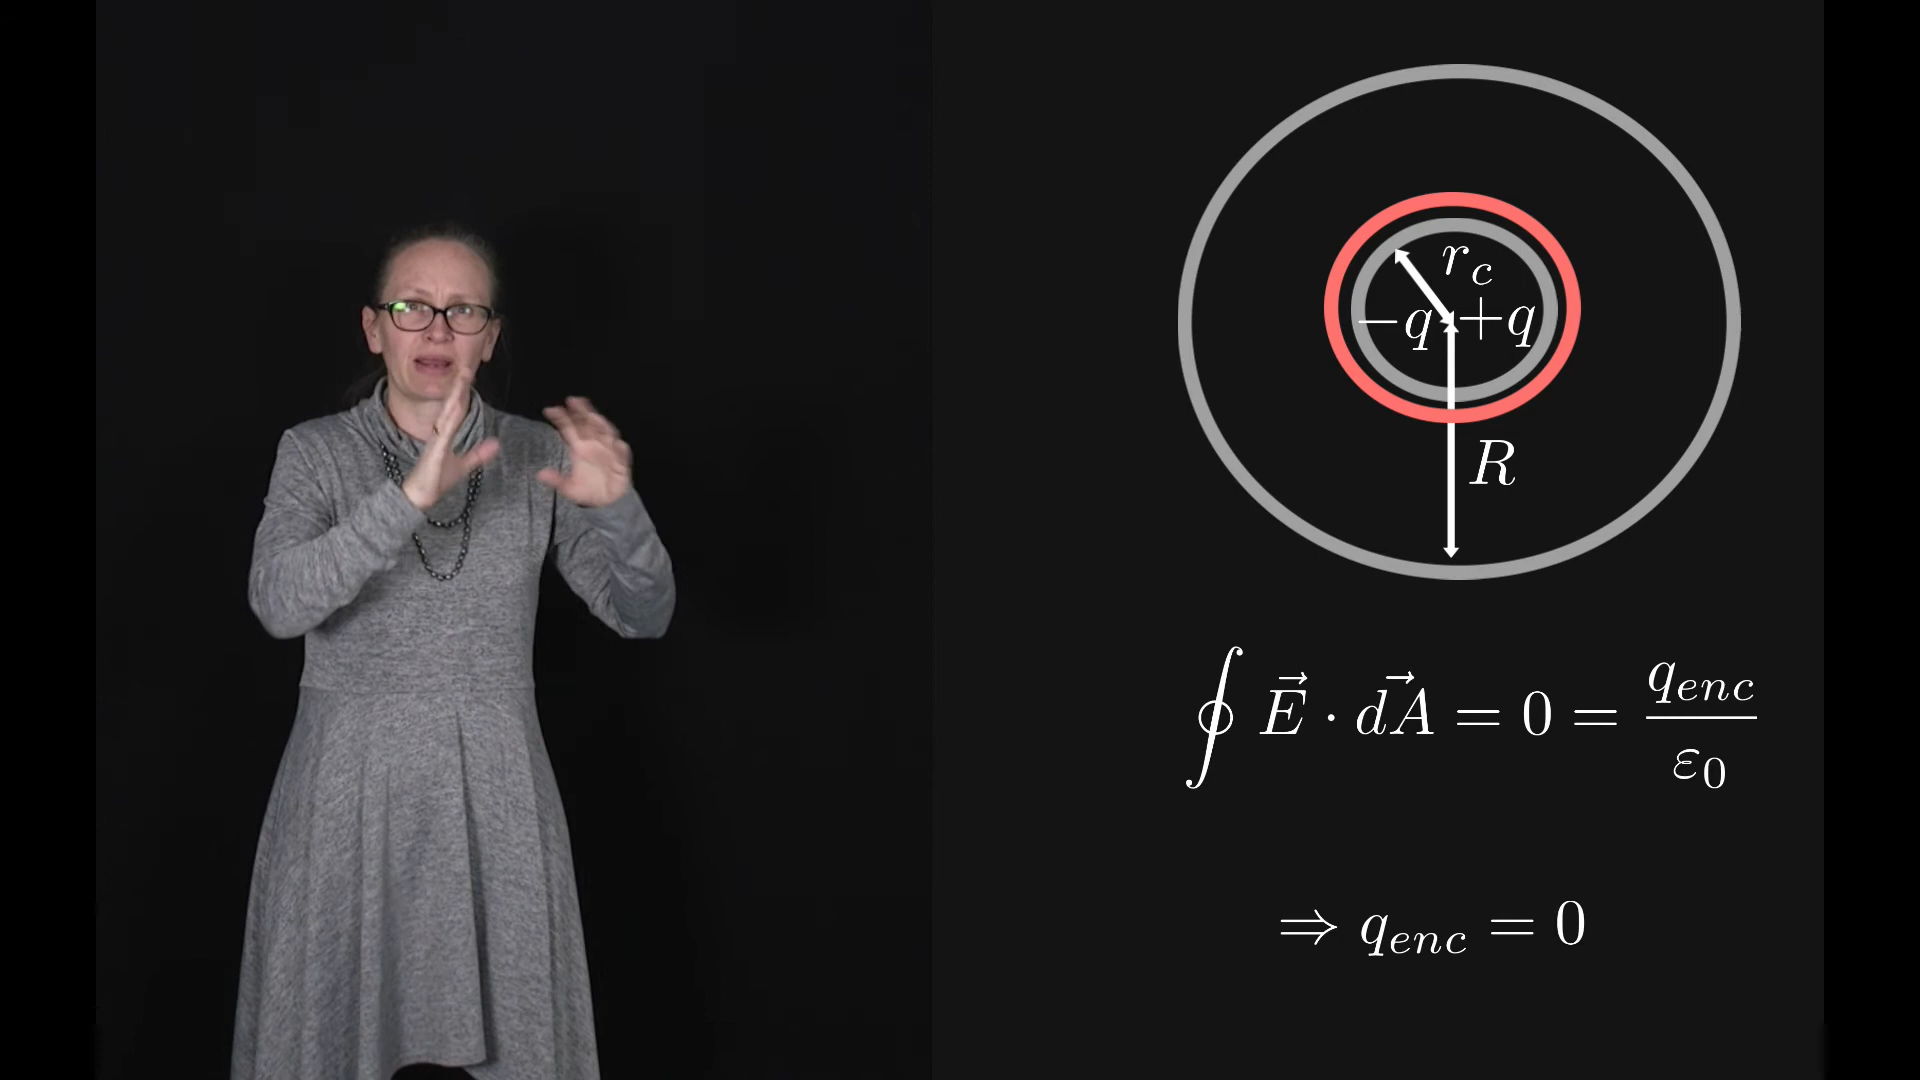 r_c
−q +q
R
∮ E⃗ · dA⃗ = 0 = q_enc / ε_0
⇒ q_enc = 0